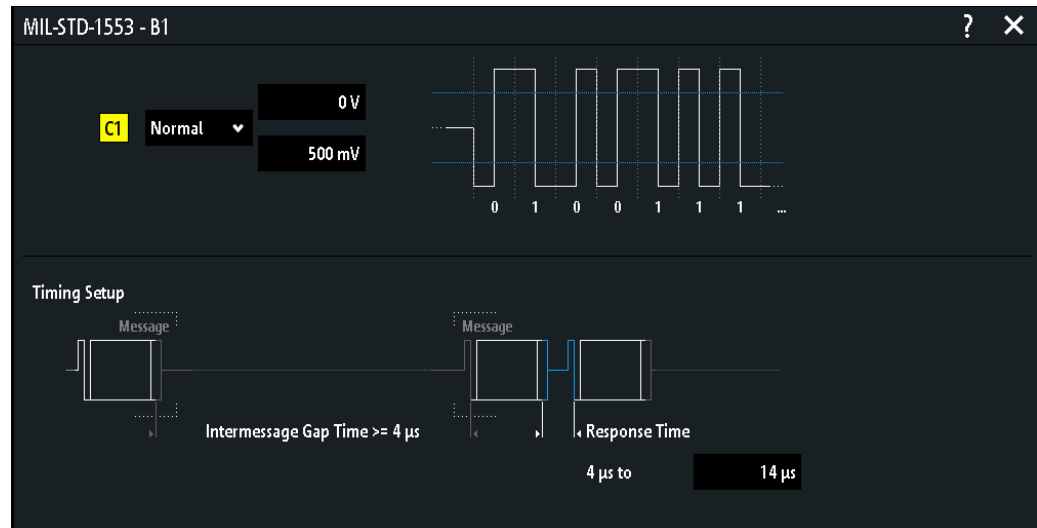 MIL-STD-1553 - B1 ? ✕
0 V
C1 Normal
500 mV
0 1 0 0 1 1 1 ...
Timing Setup
Message Message
Intermessage Gap Time >= 4 µs Response Time
4 µs to 14 µs